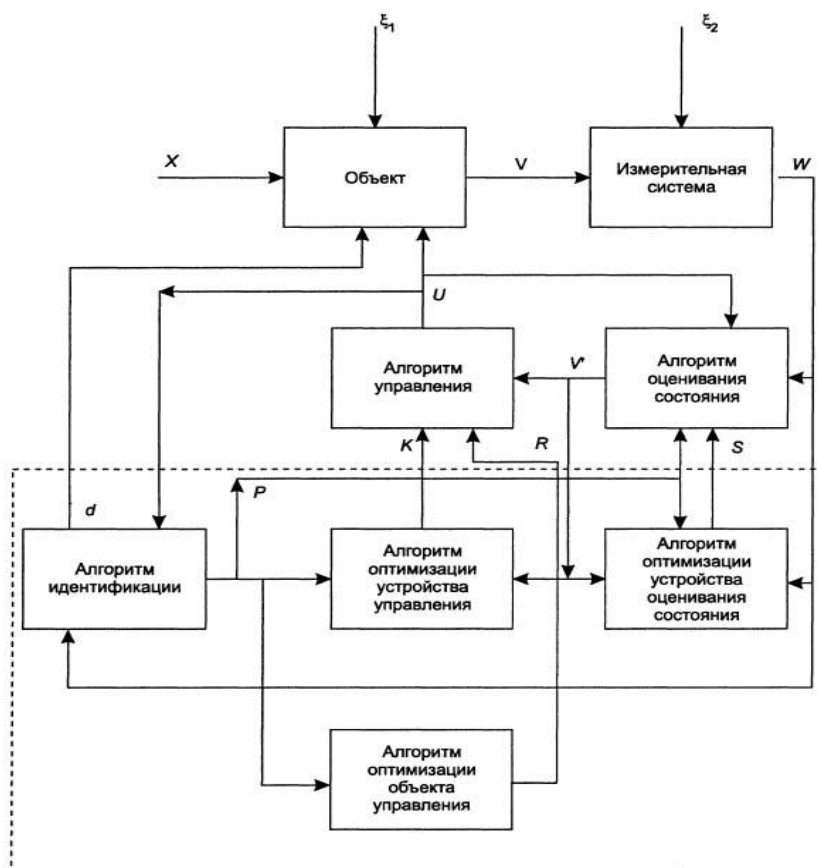 ξ1
ξ2
X
Объект
V
Измерительная
система
W
U
Алгоритм
управления
V*
Алгоритм
оценивания
состояния
K
R
S
d
P
Алгоритм
идентификации
Алгоритм
оптимизации
устройства
управления
Алгоритм
оптимизации
устройства
оценивания
состояния
Алгоритм
оптимизации
объекта
управления